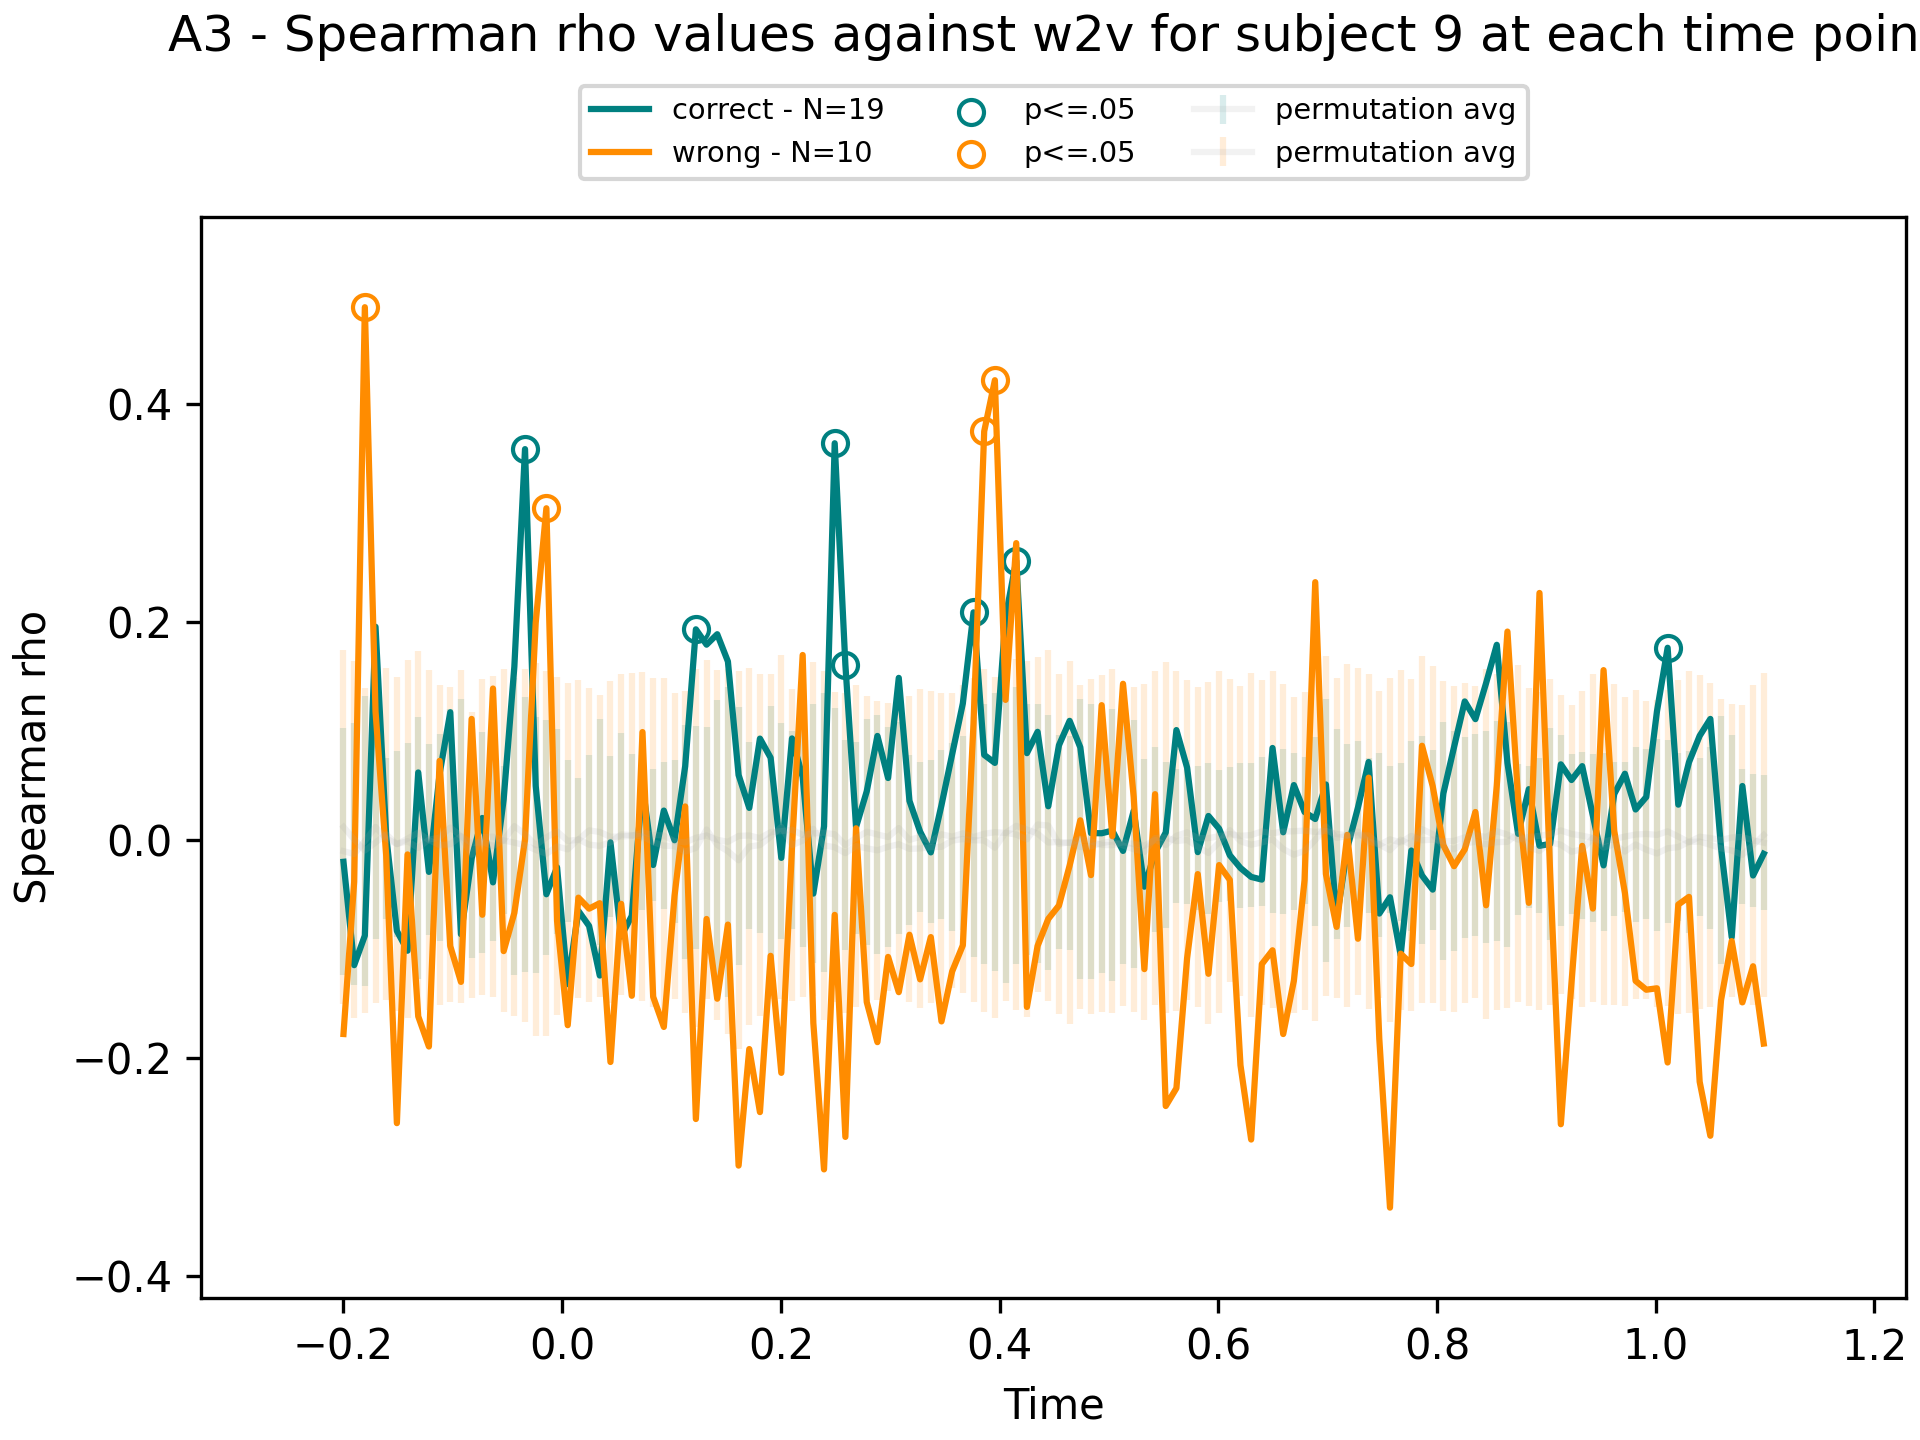 A3 - Spearman rho values against w2v for subject 9 at each time poin
correct - N=19
wrong - N=10
p<=.05
p<=.05
permutation avg
permutation avg
Spearman rho
0.4
0.2
0.0
−0.2
−0.4
−0.2 0.0 0.2 0.4 0.6 0.8 1.0 1.2
Time